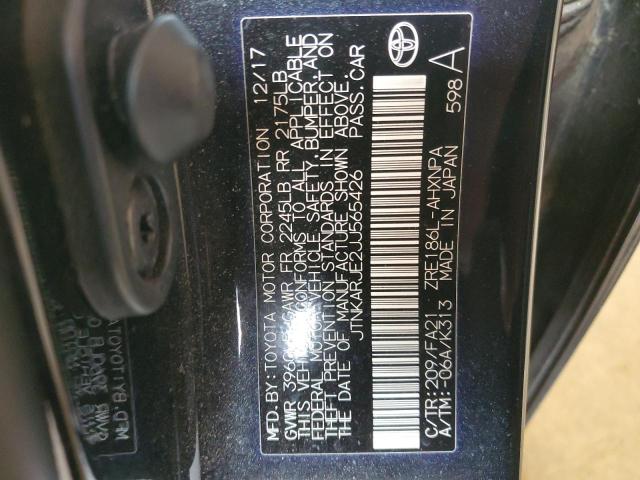 MFD. BY: TOYOTA MOTOR CORPORATION 12/17
GVWR GAWR FR 2245LB RR 2175LB
THIS VEHICLE CONFORMS TO ALL APPLICABLE
FEDERAL MOTOR VEHICLE SAFETY, BUMPER, AND
THEFT PREVENTION STANDARDS IN EFFECT ON
THE DATE OF MANUFACTURE SHOWN ABOVE.
JTNKARJE2JJ565426 PASS. CAR
C/TR: 209/FA21 ZRE186L-AHXNPA
A/TM: -06A/K313 MADE IN JAPAN 598 A